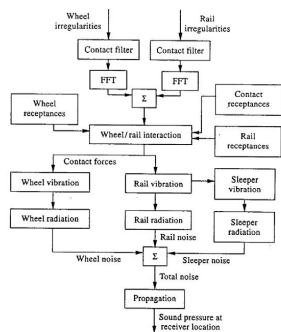 Wheel
irregularities
Rail
irregularities
Contact filter
Contact filter
FFT
FFT
Σ
Wheel
receptances
Contact
receptances
Wheel/rail interaction
Rail
receptances
Contact forces
Wheel vibration
Rail vibration
Sleeper
vibration
Wheel radiation
Rail radiation
Sleeper
radiation
Rail noise
Wheel noise
Σ
Sleeper noise
Total noise
Propagation
Sound pressure at
receiver location